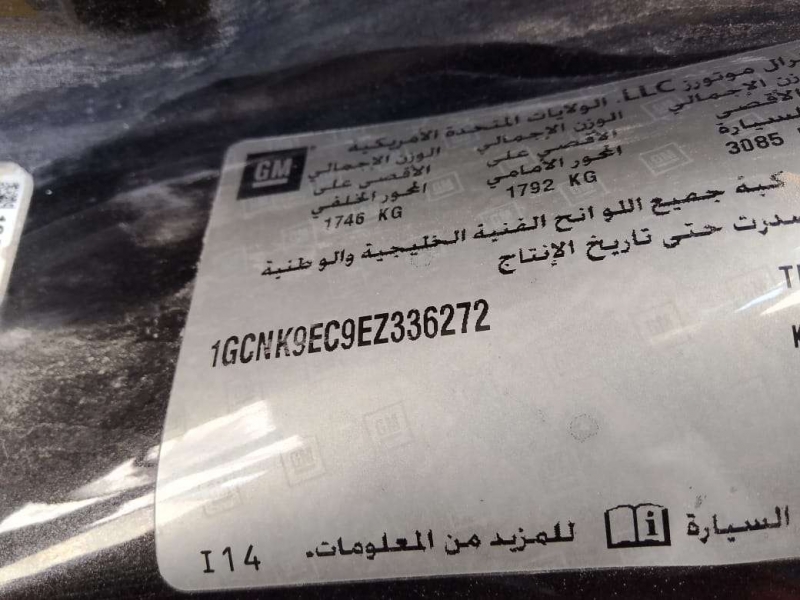 GM
رال موتورز LLC. الولايات المتحدة الأمريكية
الوزن الإجمالي
الأقصى على
المحور الخلفي
1746 KG
الوزن الإجمالي
الأقصى على
المحور الأمامي
1792 KG
وزن الإجمالي
الأقصى
السيارة
3085
كبة جميع اللوائح الفنية الخليجية والوطنية
صدرت حتى تاريخ الإنتاج
1GCNK9EC9EZ336272
السيارة للمزيد من المعلومات.
I14